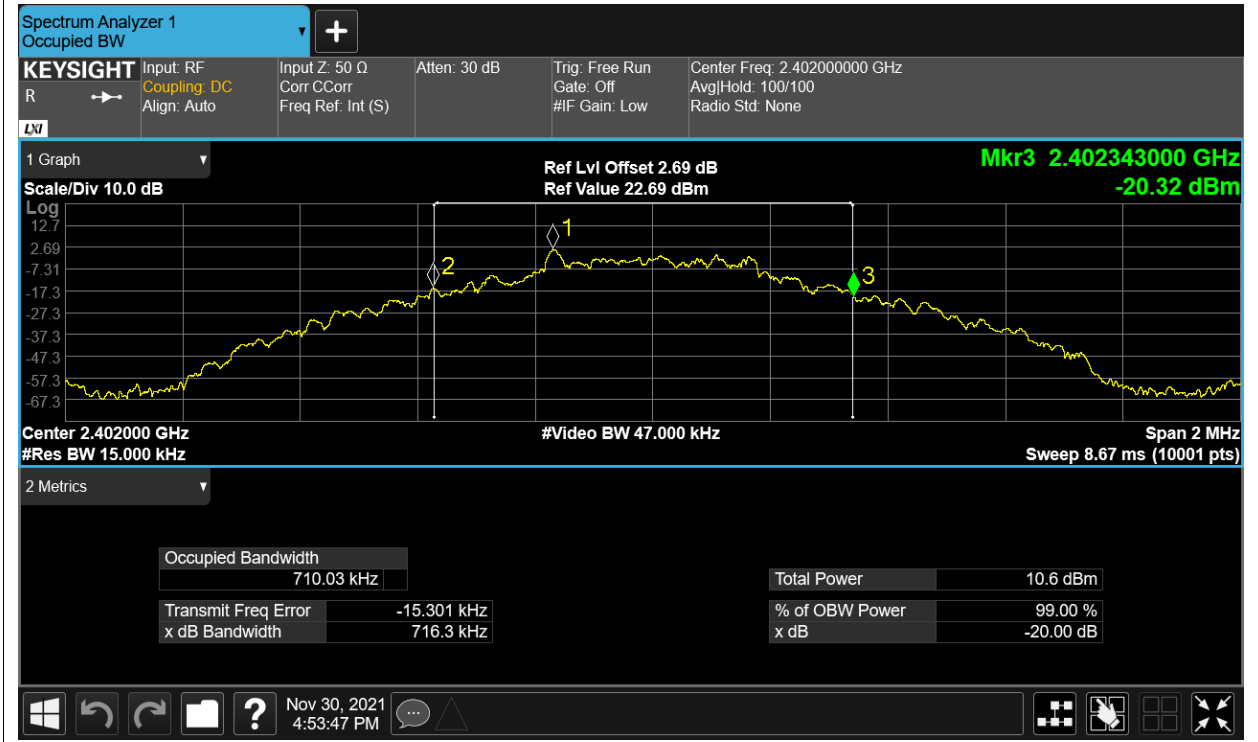 Spectrum Analyzer 1
Occupied BW
KEYSIGHT
R
LXI
Input: RF
Coupling: DC
Align: Auto
Input Z: 50 Ω
Corr CCorr
Freq Ref: Int (S)
Atten: 30 dB
Trig: Free Run
Gate: Off
#IF Gain: Low
Center Freq: 2.402000000 GHz
Avg|Hold: 100/100
Radio Std: None
1 Graph
Scale/Div 10.0 dB
Ref Lvl Offset 2.69 dB
Ref Value 22.69 dBm
Mkr3 2.402343000 GHz
-20.32 dBm
Log
12.7
2.69
-7.31
-17.3
-27.3
-37.3
-47.3
-57.3
-67.3
1
2
3
Center 2.402000 GHz
#Res BW 15.000 kHz
#Video BW 47.000 kHz
Span 2 MHz
Sweep 8.67 ms (10001 pts)
2 Metrics
Occupied Bandwidth
710.03 kHz
Transmit Freq Error -15.301 kHz
x dB Bandwidth 716.3 kHz
Total Power 10.6 dBm
% of OBW Power 99.00 %
x dB -20.00 dB
?
Nov 30, 2021
4:53:47 PM